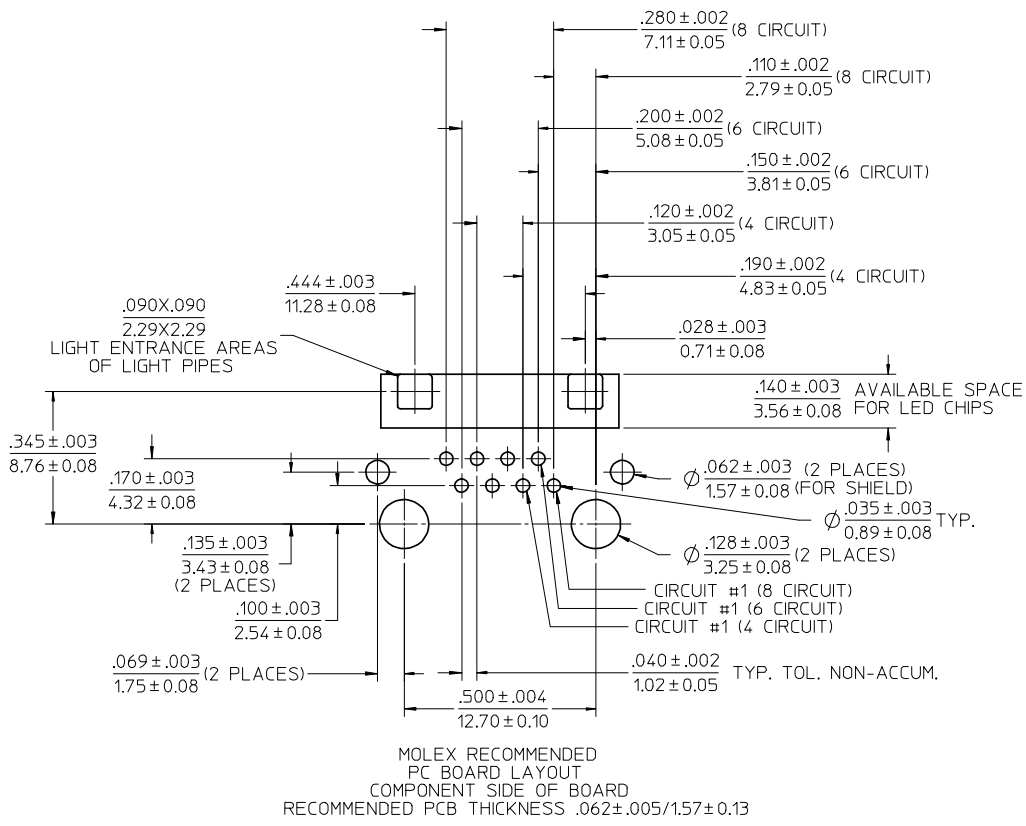 .280±.002 (8 CIRCUIT)
7.11±0.05
.110±.002 (8 CIRCUIT)
2.79±0.05
.200±.002 (6 CIRCUIT)
5.08±0.05
.150±.002 (6 CIRCUIT)
3.81±0.05
.120±.002 (4 CIRCUIT)
3.05±0.05
.190±.002 (4 CIRCUIT)
4.83±0.05
.444±.003
11.28±0.08
.090X.090
2.29X2.29
LIGHT ENTRANCE AREAS
OF LIGHT PIPES
.028±.003
0.71±0.08
.140±.003 AVAILABLE SPACE
3.56±0.08 FOR LED CHIPS
.345±.003
8.76±0.08
.170±.003
4.32±0.08
Ø .062±.003 (2 PLACES)
1.57±0.08 (FOR SHIELD)
Ø .035±.003 TYP.
0.89±0.08
.135±.003
3.43±0.08
(2 PLACES)
Ø .128±.003 (2 PLACES)
3.25±0.08
.100±.003
2.54±0.08
CIRCUIT #1 (8 CIRCUIT)
CIRCUIT #1 (6 CIRCUIT)
CIRCUIT #1 (4 CIRCUIT)
.069±.003 (2 PLACES)
1.75±0.08
.040±.002 TYP. TOL. NON-ACCUM.
1.02±0.05
.500±.004
12.70±0.10
MOLEX RECOMMENDED
PC BOARD LAYOUT
COMPONENT SIDE OF BOARD
RECOMMENDED PCB THICKNESS .062±.005/1.57±0.13